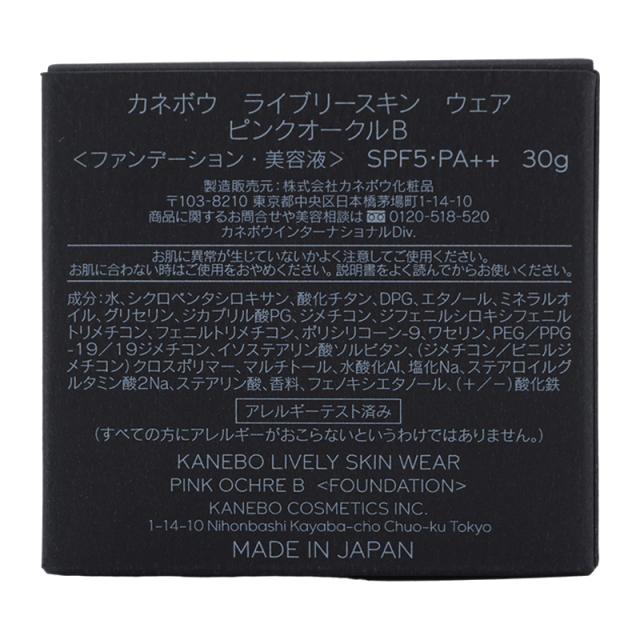 カネボウ　ライブリースキン　ウェア
ピンクオークルB
＜ファンデーション・美容液＞　SPF5・PA++　30g
製造販売元：株式会社カネボウ化粧品
〒103-8210 東京都中央区日本橋茅場町1-14-10
商品に関するお問合せや美容相談は 0120-518-520
カネボウインターナショナルDiv.
お肌に異常が生じていないかよく注意してご使用ください。
お肌に合わない時はご使用をおやめください。説明書をよく読んでからお使いください。
成分：水、シクロペンタシロキサン、酸化チタン、DPG、エタノール、ミネラルオ
イル、グリセリン、ジカプリル酸PG、ジメチコン、ジフェニルシロキシフェニル
トリメチコン、フェニルトリメチコン、ポリシリコーン-9、ワセリン、PEG/PPG
-19/19ジメチコン、イソステアリン酸ソルビタン、（ジメチコン/ビニルジ
メチコン）クロスポリマー、マルチトール、水酸化Al、塩化Na、ステアロイルグ
ルタミン酸2Na、ステアリン酸、香料、フェノキシエタノール、（＋/－）酸化鉄
アレルギーテスト済み
（すべての方にアレルギーがおこらないというわけではありません。）
KANEBO LIVELY SKIN WEAR
PINK OCHRE B ＜FOUNDATION＞
KANEBO COSMETICS INC.
1-14-10 Nihonbashi Kayaba-cho Chuo-ku Tokyo
MADE IN JAPAN